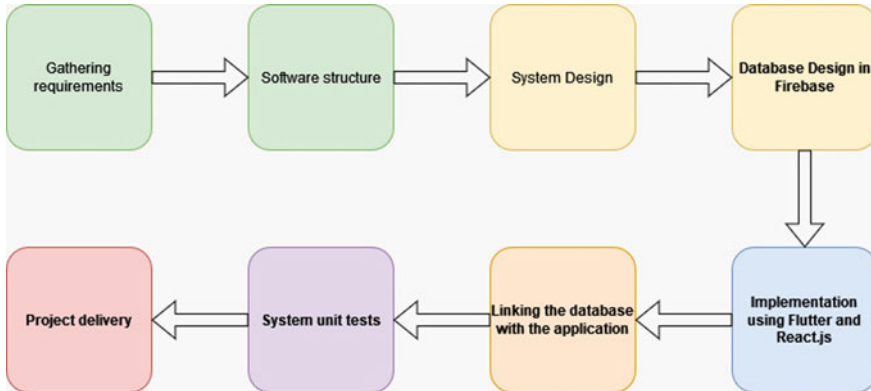 Gathering
requirements
Software structure
System Design
Database Design in
Firebase
Implementation
using Flutter and
React.js
Linking the database
with the application
System unit tests
Project delivery